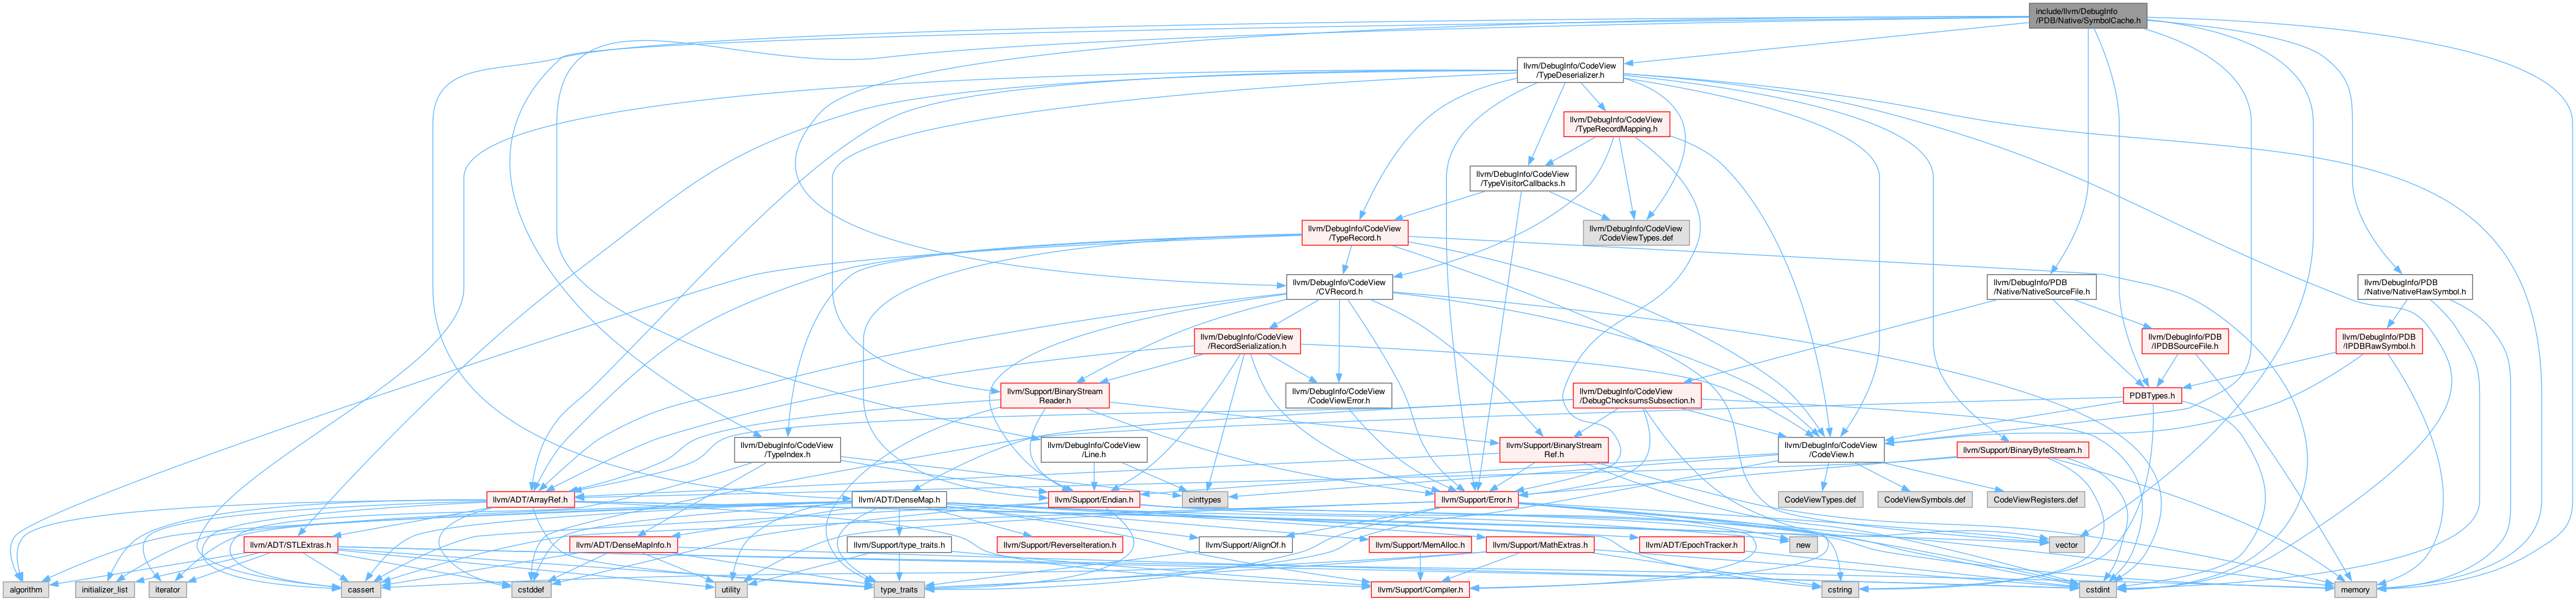 include/llvm/DebugInfo
/PDB/Native/SymbolCache.h
llvm/DebugInfo/CodeView
/TypeDeserializer.h
llvm/DebugInfo/CodeView
/TypeRecordMapping.h
llvm/DebugInfo/CodeView
/TypeVisitorCallbacks.h
llvm/DebugInfo/CodeView
/TypeRecord.h
llvm/DebugInfo/CodeView
/CodeViewTypes.def
llvm/DebugInfo/CodeView
/CVRecord.h
llvm/DebugInfo/PDB
/Native/NativeSourceFile.h
llvm/DebugInfo/PDB
/Native/NativeRawSymbol.h
llvm/DebugInfo/CodeView
/RecordSerialization.h
llvm/DebugInfo/PDB
/IPDBSourceFile.h
llvm/DebugInfo/PDB
/IPDBRawSymbol.h
llvm/Support/BinaryStream
Reader.h
llvm/DebugInfo/CodeView
/CodeViewError.h
llvm/DebugInfo/CodeView
/DebugChecksumsSubsection.h
PDBTypes.h
llvm/DebugInfo/CodeView
/TypeIndex.h
llvm/DebugInfo/CodeView
/Line.h
llvm/Support/BinaryStream
Ref.h
llvm/DebugInfo/CodeView
/CodeView.h
llvm/Support/BinaryByteStream.h
llvm/ADT/ArrayRef.h
llvm/ADT/DenseMap.h
llvm/Support/Endian.h
cinttypes
llvm/Support/Error.h
CodeViewTypes.def
CodeViewSymbols.def
CodeViewRegisters.def
llvm/ADT/STLExtras.h
llvm/ADT/DenseMapInfo.h
llvm/Support/type_traits.h
llvm/Support/ReverseIteration.h
llvm/Support/AlignOf.h
llvm/Support/MemAlloc.h
llvm/Support/MathExtras.h
llvm/ADT/EpochTracker.h
new
vector
algorithm
initializer_list
iterator
cassert
cstddef
utility
type_traits
llvm/Support/Compiler.h
cstring
cstdint
memory